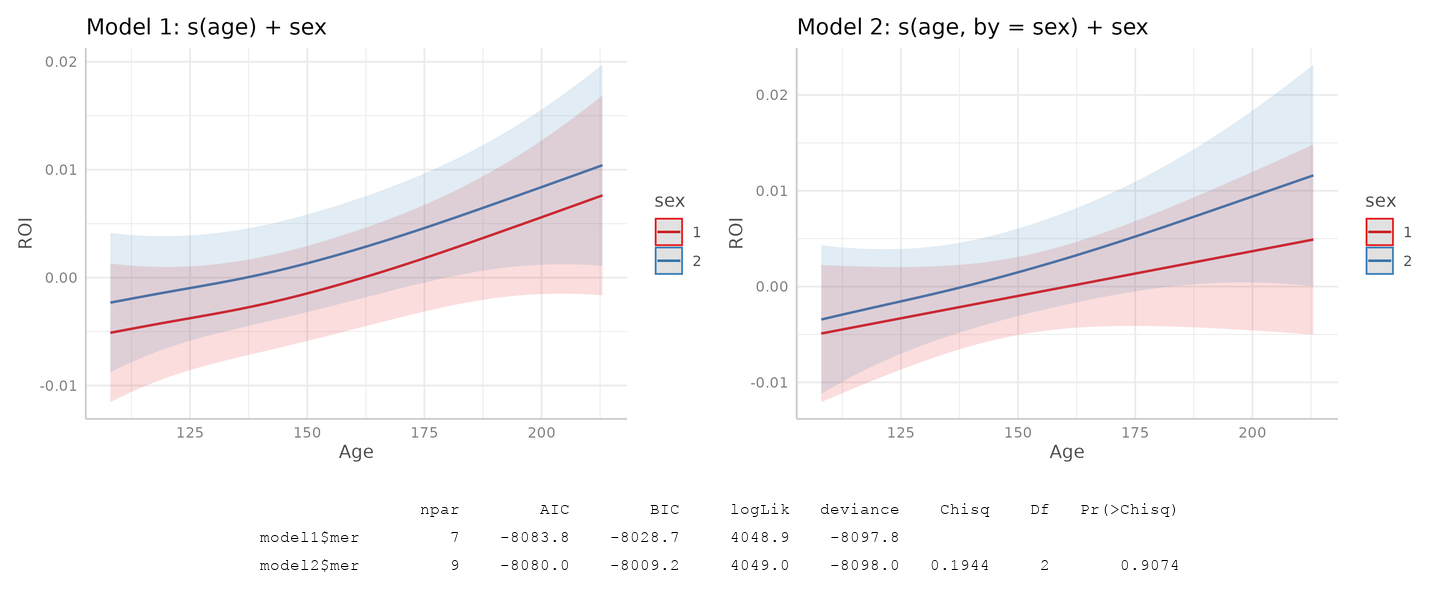 Model 1: s(age) + sex
0.02
0.01
0.00
-0.01
ROI
125 150 175 200
Age
sex
1
2
Model 2: s(age, by = sex) + sex
0.02
0.01
0.00
-0.01
ROI
125 150 175 200
Age
sex
1
2
npar AIC BIC logLik deviance Chisq Df Pr(>Chisq)
model1$mer 7 -8083.8 -8028.7 4048.9 -8097.8
model2$mer 9 -8080.0 -8009.2 4049.0 -8098.0 0.1944 2 0.9074